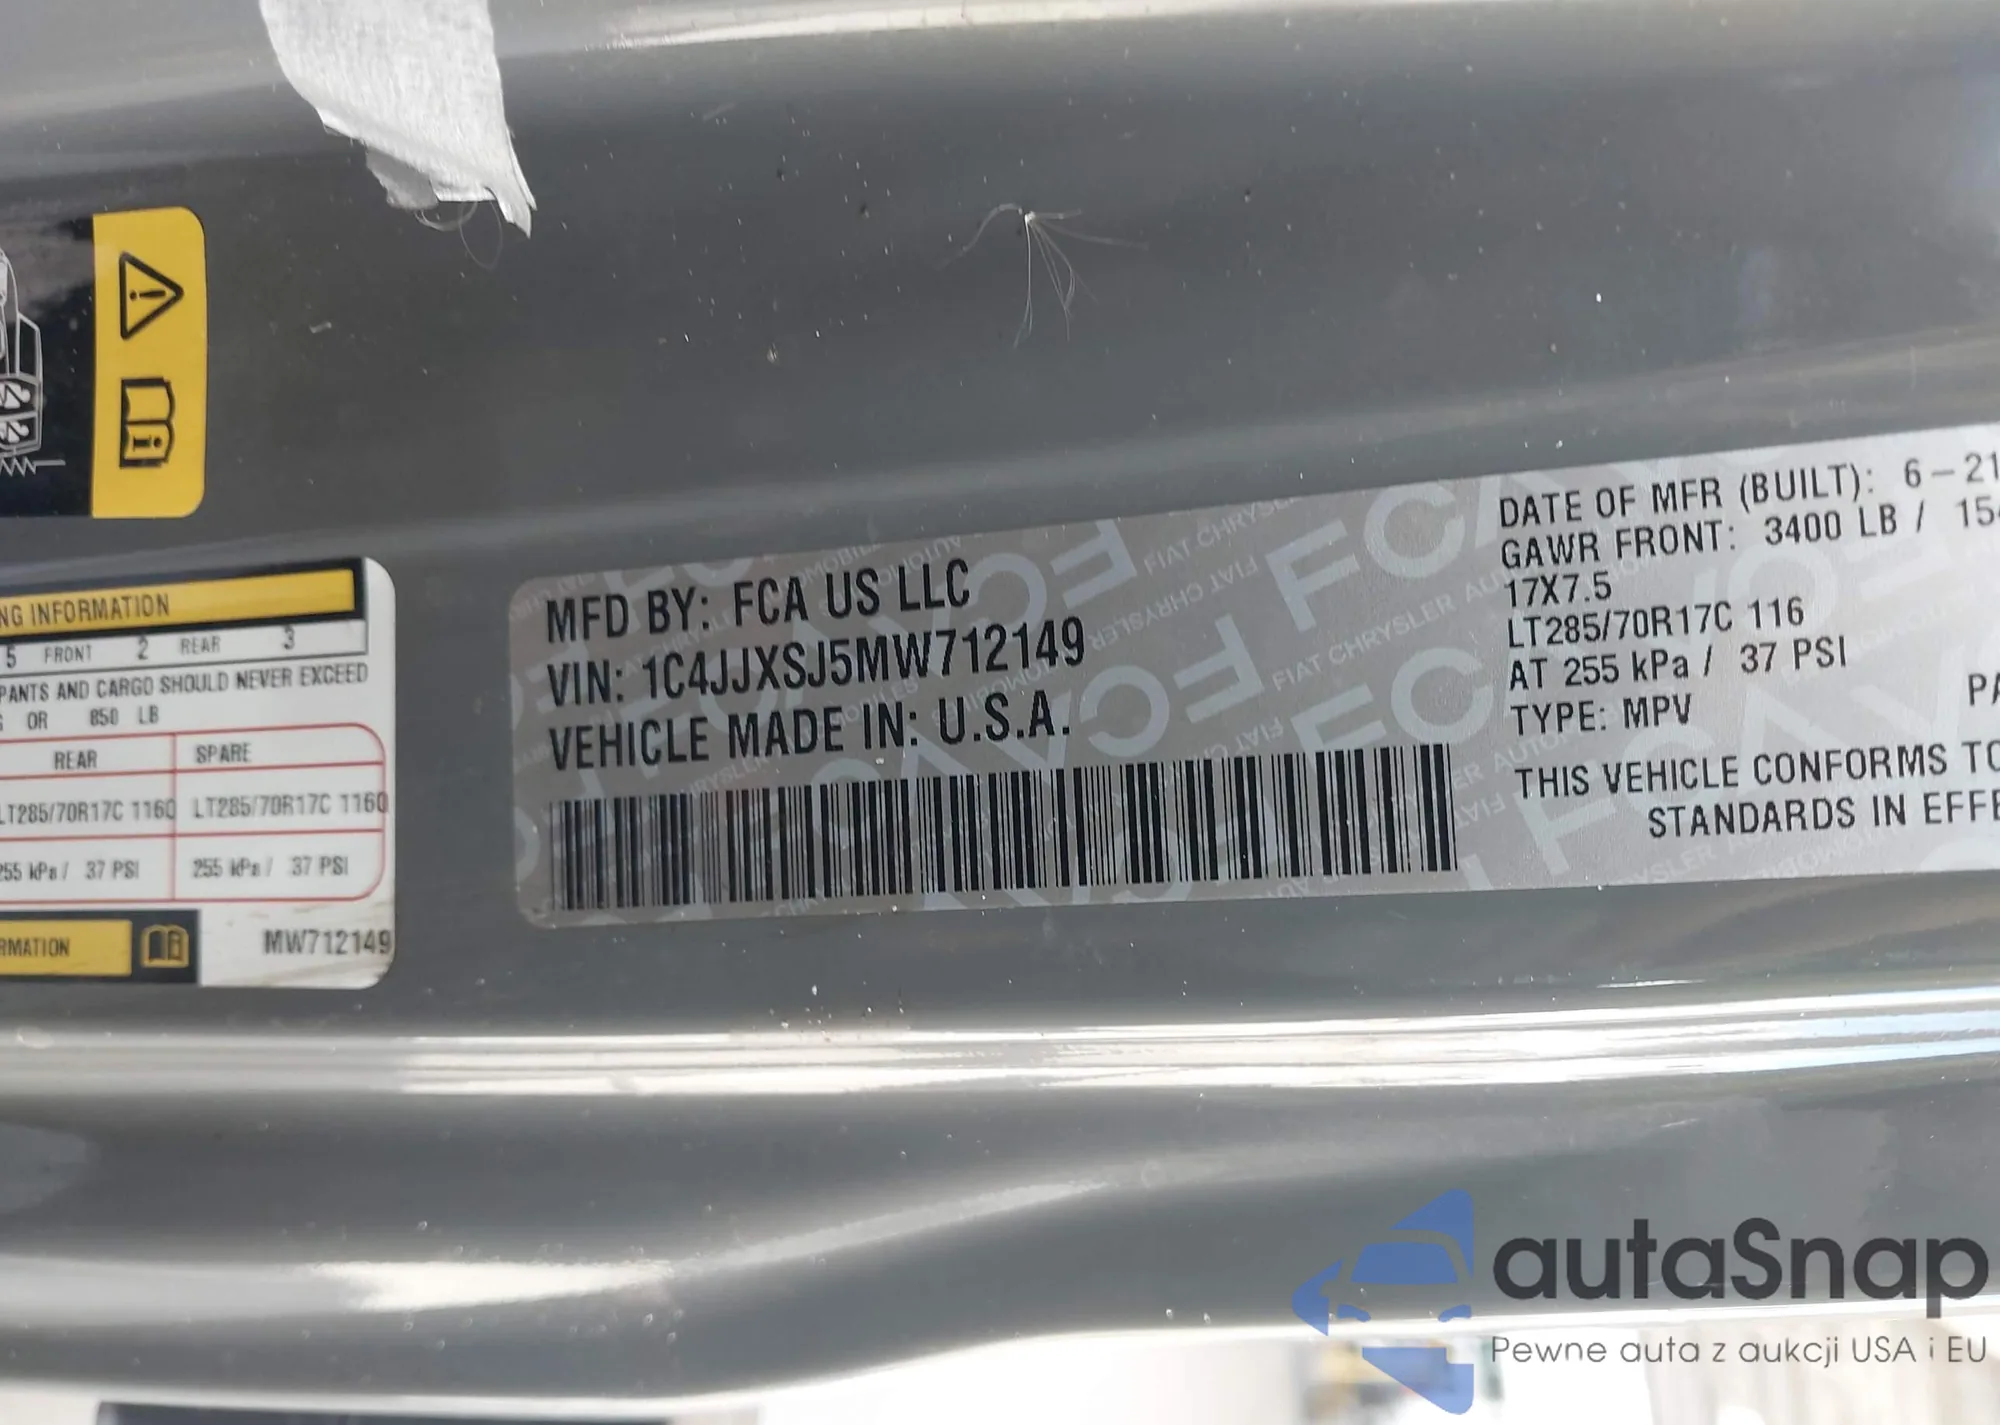 NG INFORMATION
5 FRONT 2 REAR 3
PANTS AND CARGO SHOULD NEVER EXCEED
OR 850 LB
REAR SPARE
LT285/70R17C 116Q LT285/70R17C 116Q
255 kPa / 37 PSI 255 kPa / 37 PSI
RMATION
MW712149
MFD BY: FCA US LLC
VIN: 1C4JJXSJ5MW712149
VEHICLE MADE IN: U.S.A.
DATE OF MFR (BUILT): 6-21
GAWR FRONT: 3400 LB / 154
17X7.5
LT285/70R17C 116
AT 255 kPa / 37 PSI
TYPE: MPV
PA
THIS VEHICLE CONFORMS TO
STANDARDS IN EFFE
autaSnap
Pewne auta z aukcji USA i EU